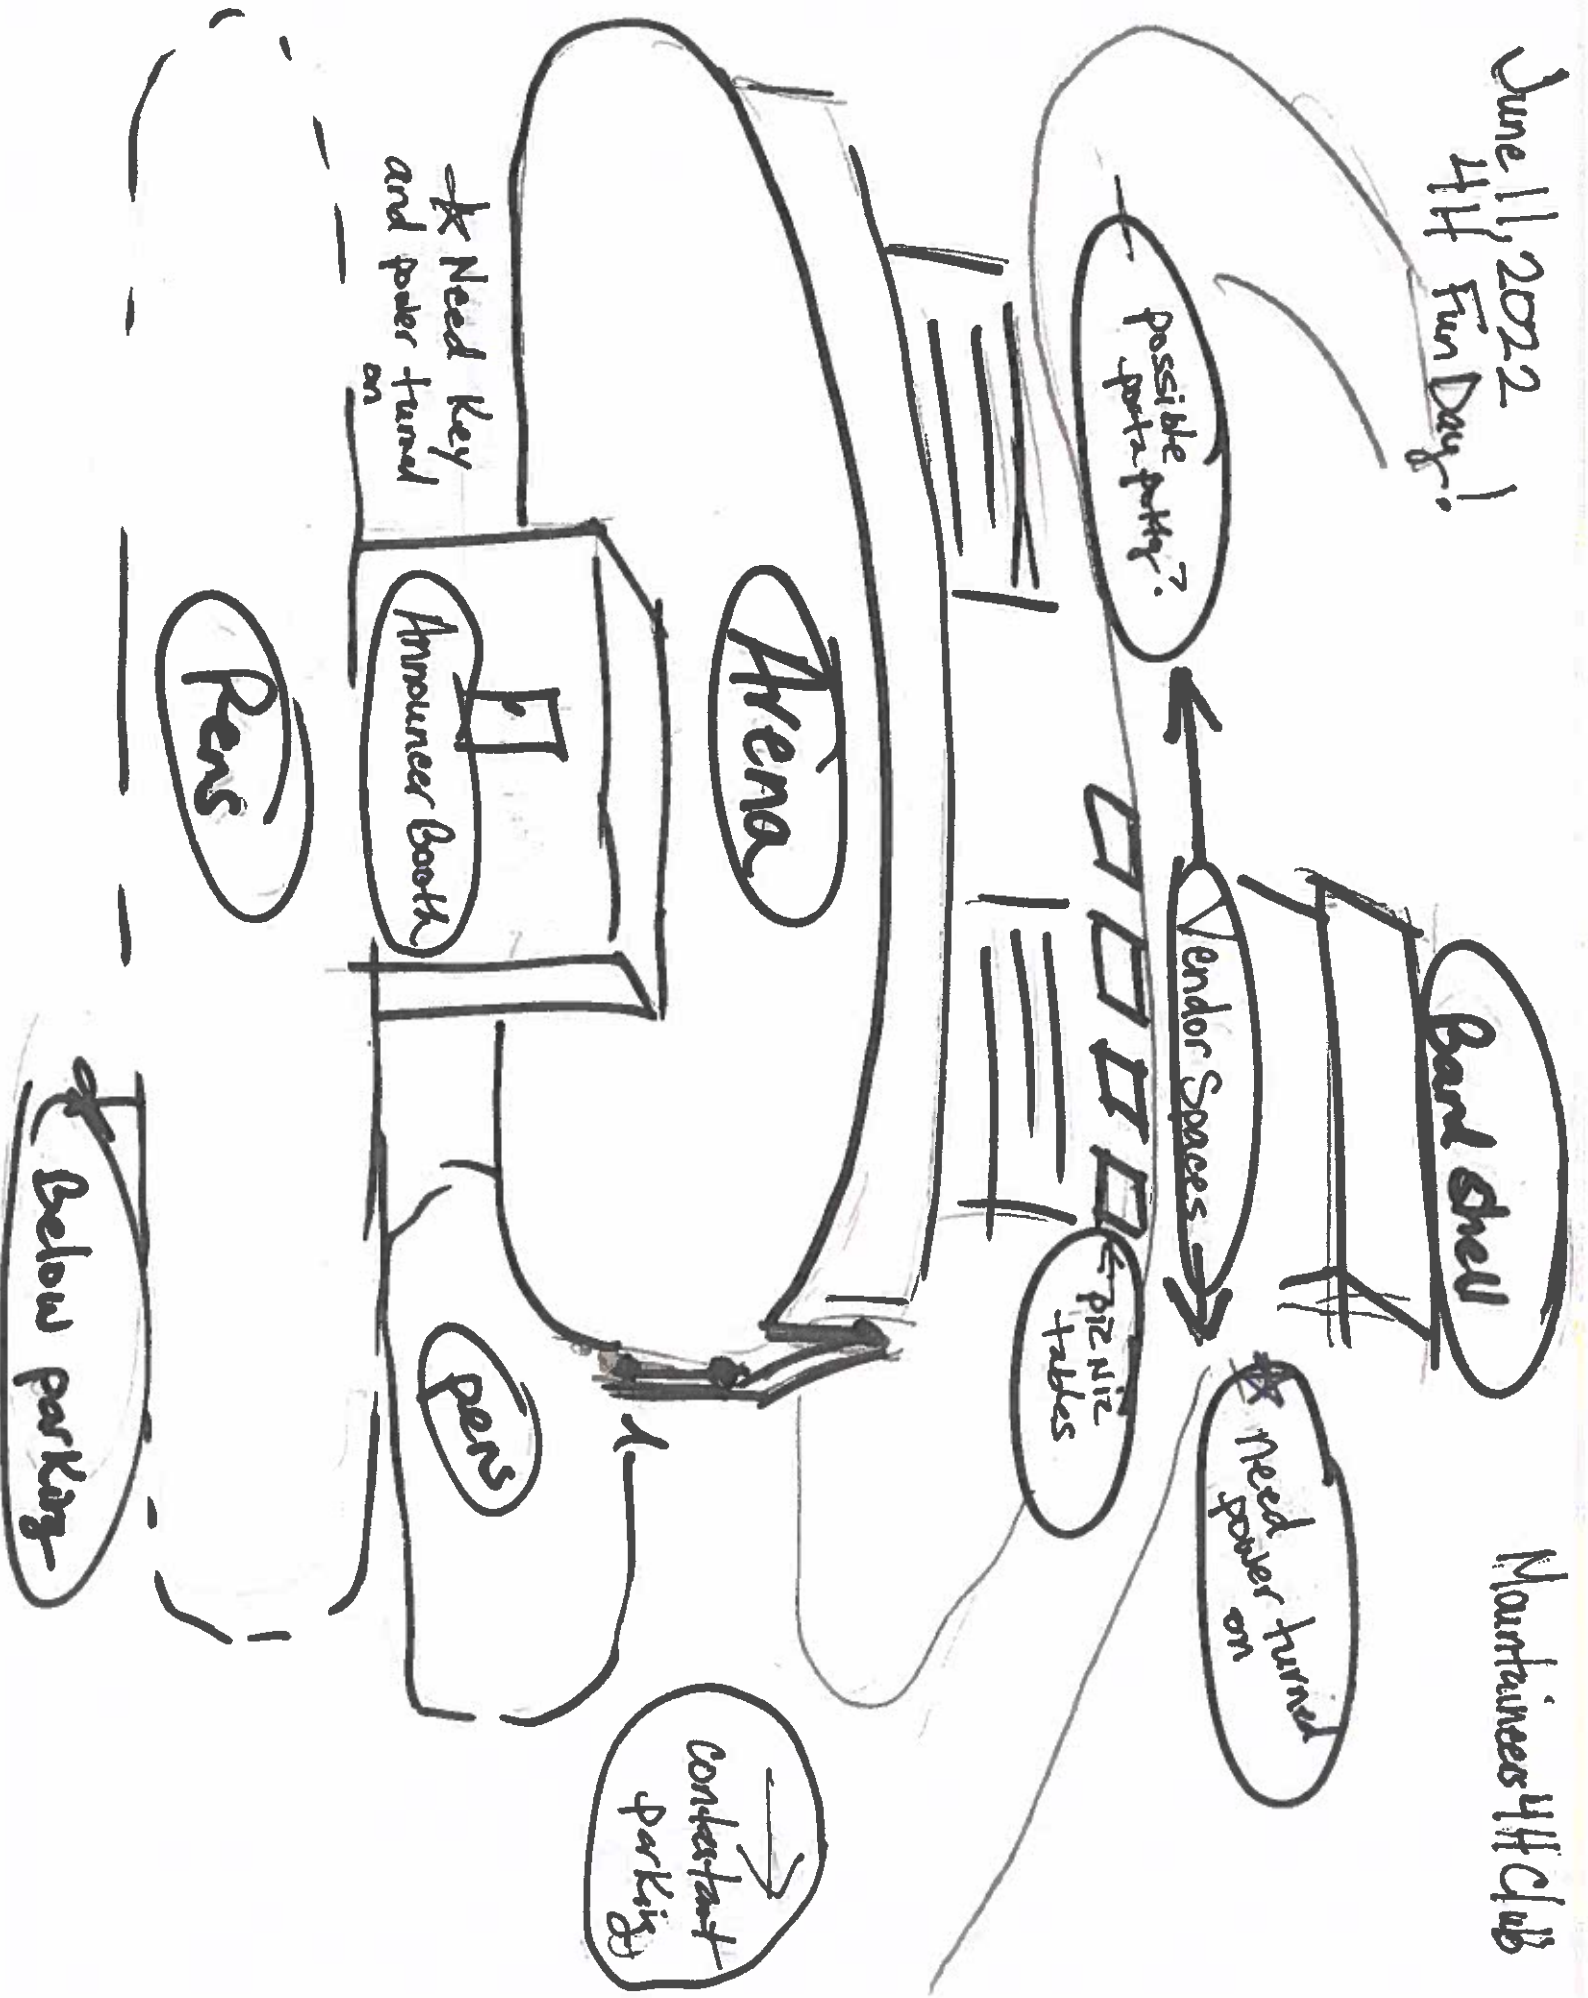 June 11, 2022
4H Fun Day!
Mountaineers 4H Club
Band Shell
Vendor Spaces
★ need
power turned
on
possible
porta potty?
picNic
tables
Arena
Announcer Booth
★ Need Key
and power turned
on
Pens
pens
Contestant
parking
Below parking